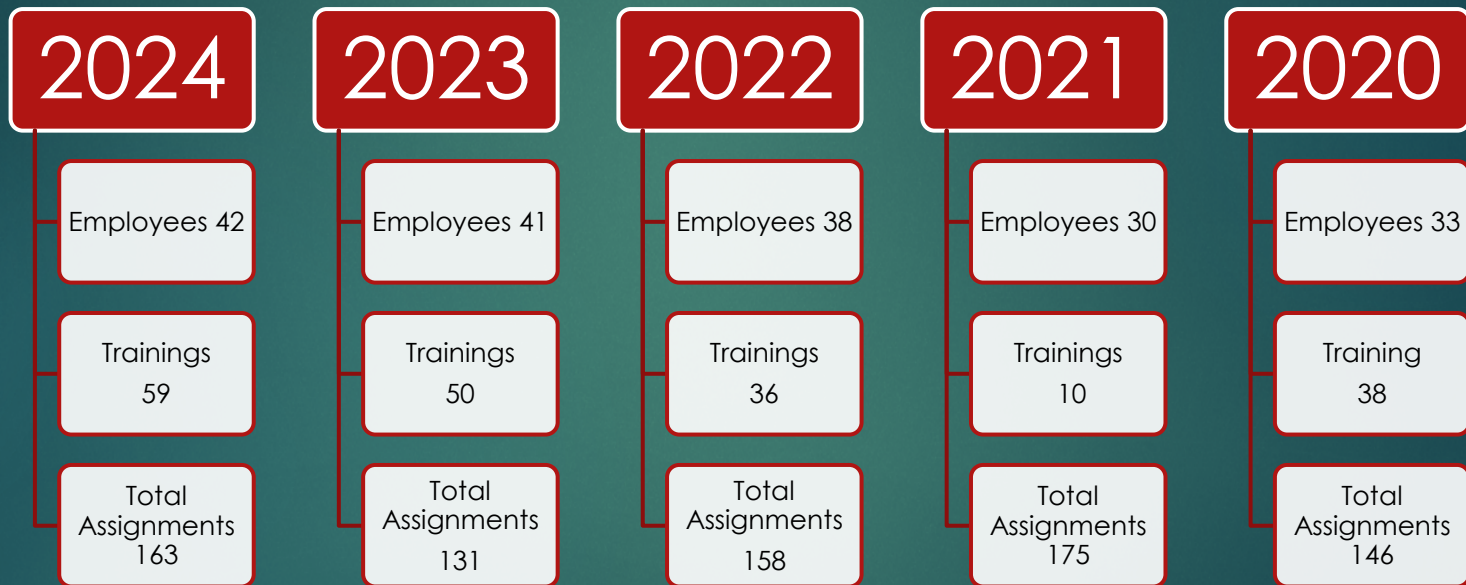 2024
Employees 42
Trainings
59
Total
Assignments
163
2023
Employees 41
Trainings
50
Total
Assignments
131
2022
Employees 38
Trainings
36
Total
Assignments
158
2021
Employees 30
Trainings
10
Total
Assignments
175
2020
Employees 33
Training
38
Total
Assignments
146